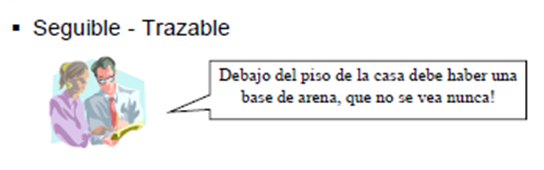 ▪ Seguible - Trazable
Debajo del piso de la casa debe haber una
base de arena, que no se vea nunca!